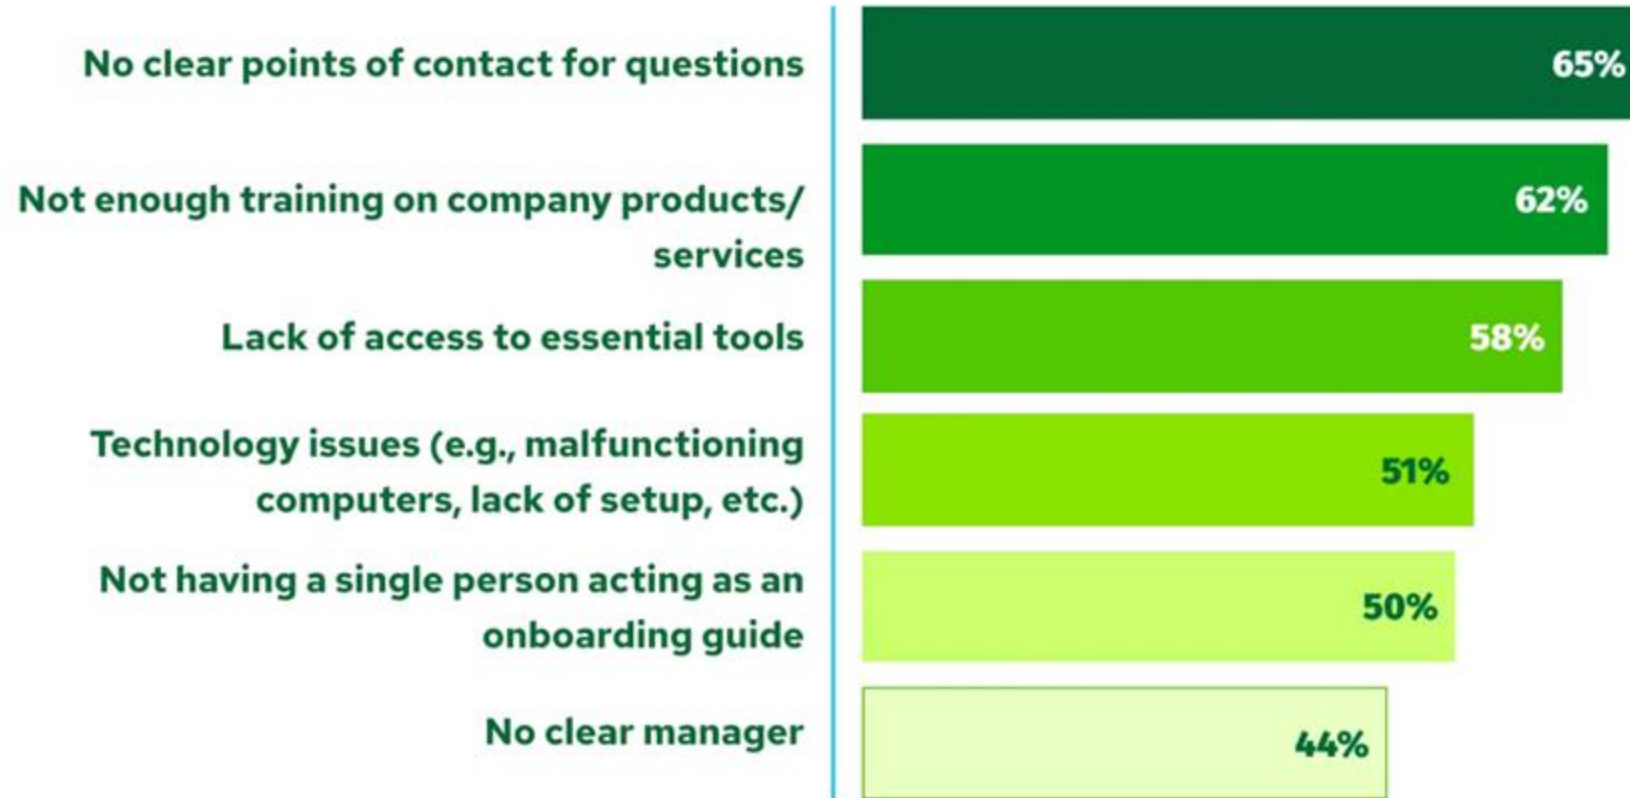 No clear points of contact for questions
65%
Not enough training on company products/
services
62%
Lack of access to essential tools
58%
Technology issues (e.g., malfunctioning
computers, lack of setup, etc.)
51%
Not having a single person acting as an
onboarding guide
50%
No clear manager
44%